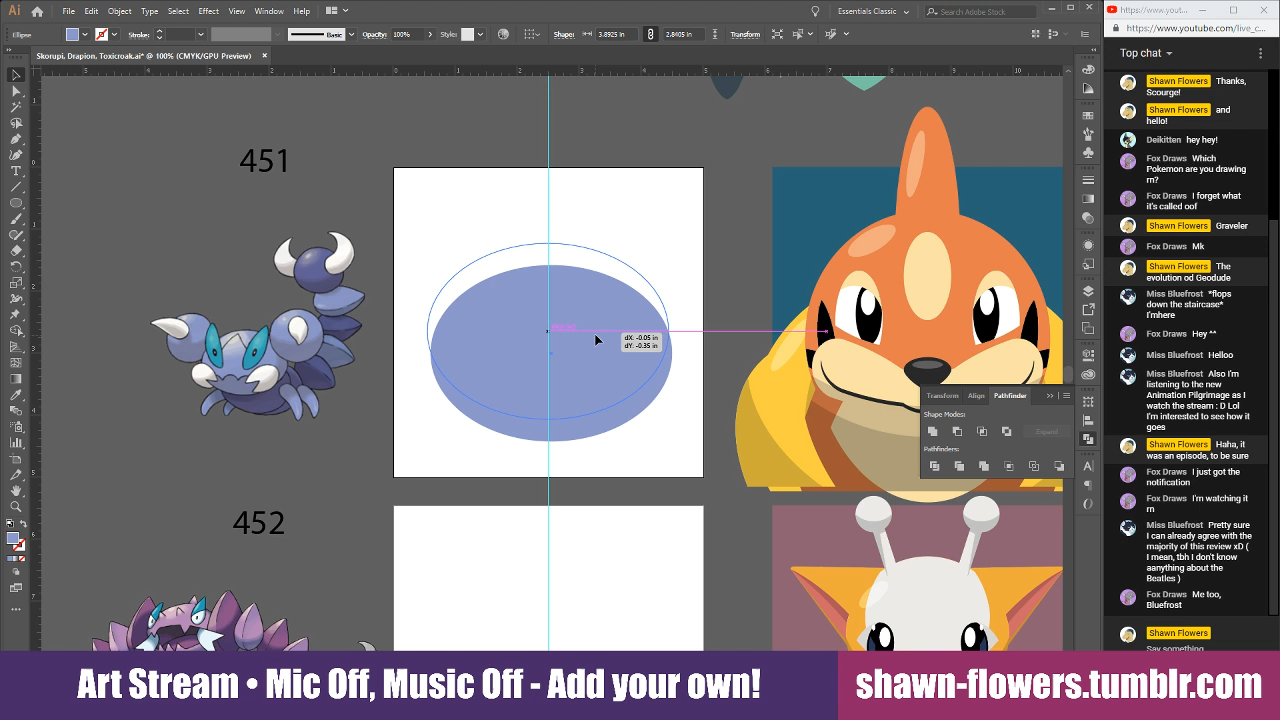 Ai
File Edit Object Type Select Effect View Window Help
Essentials Classic
Search Adobe Stock
Ellipse
Stroke:
Basic
Opacity: 100%
Style:
Shape:
3.8925 in
2.8405 in
Transform
Skorupi, Drapion, Toxicroak.ai* @ 100% (CMYK/GPU Preview)
451
dX: -0.05 in
dY: -0.35 in
452
Transform Align Pathfinder
Shape Modes:
Expand
Pathfinders:
https://www.yout...
https://www.youtube.com/live_c...
Top chat
Shawn Flowers Thanks,
Scourge!
Shawn Flowers and
hello!
Deikitten hey hey!
Fox Draws Which
Pokemon are you drawing
rn?
Fox Draws I forget what
it's called oof
Shawn Flowers Graveler
Fox Draws Mk
Shawn Flowers The
evolution od Geodude
Miss Bluefrost *flops
down the staircase*
I'mhere
Fox Draws Hey ^^
Miss Bluefrost Helloo
Miss Bluefrost Also I'm
listening to the new
Animation Pilgrimage as I
watch the stream : D Lol
I'm interested to see how it
goes
Shawn Flowers Haha, it
was an episode, to be sure
Fox Draws I just got the
notification
Fox Draws I'm watching it
rn
Miss Bluefrost Pretty sure
I can already agree with the
majority of this review xD (
I mean, tbh I don't know
aanything about the
Beatles )
Fox Draws Me too,
Bluefrost
Shawn Flowers
Say something...
Art Stream • Mic Off, Music Off - Add your own!
shawn-flowers.tumblr.com